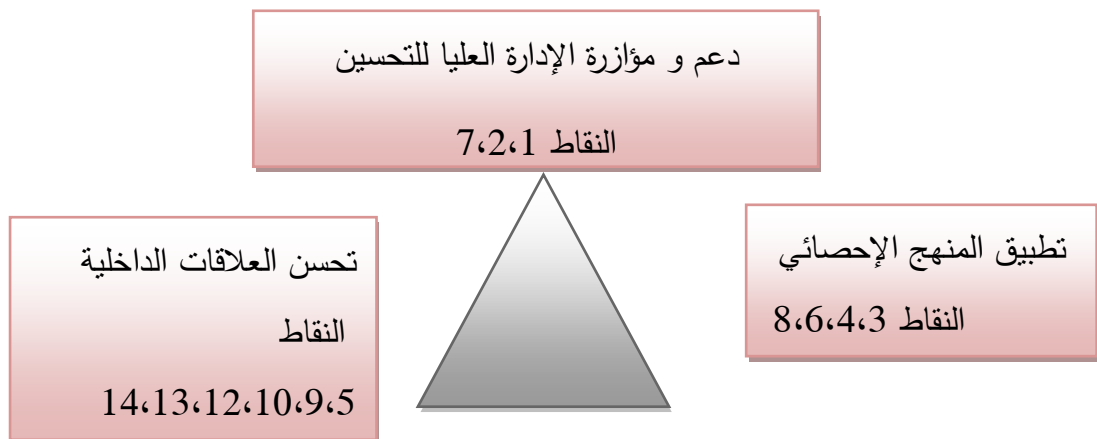 دعم و مؤازرة الإدارة العليا للتحسين
النقاط 1،2،7
تطبيق المنهج الإحصائي
النقاط 3،4،6،8
تحسن العلاقات الداخلية
النقاط
5،9،10،12،13،14